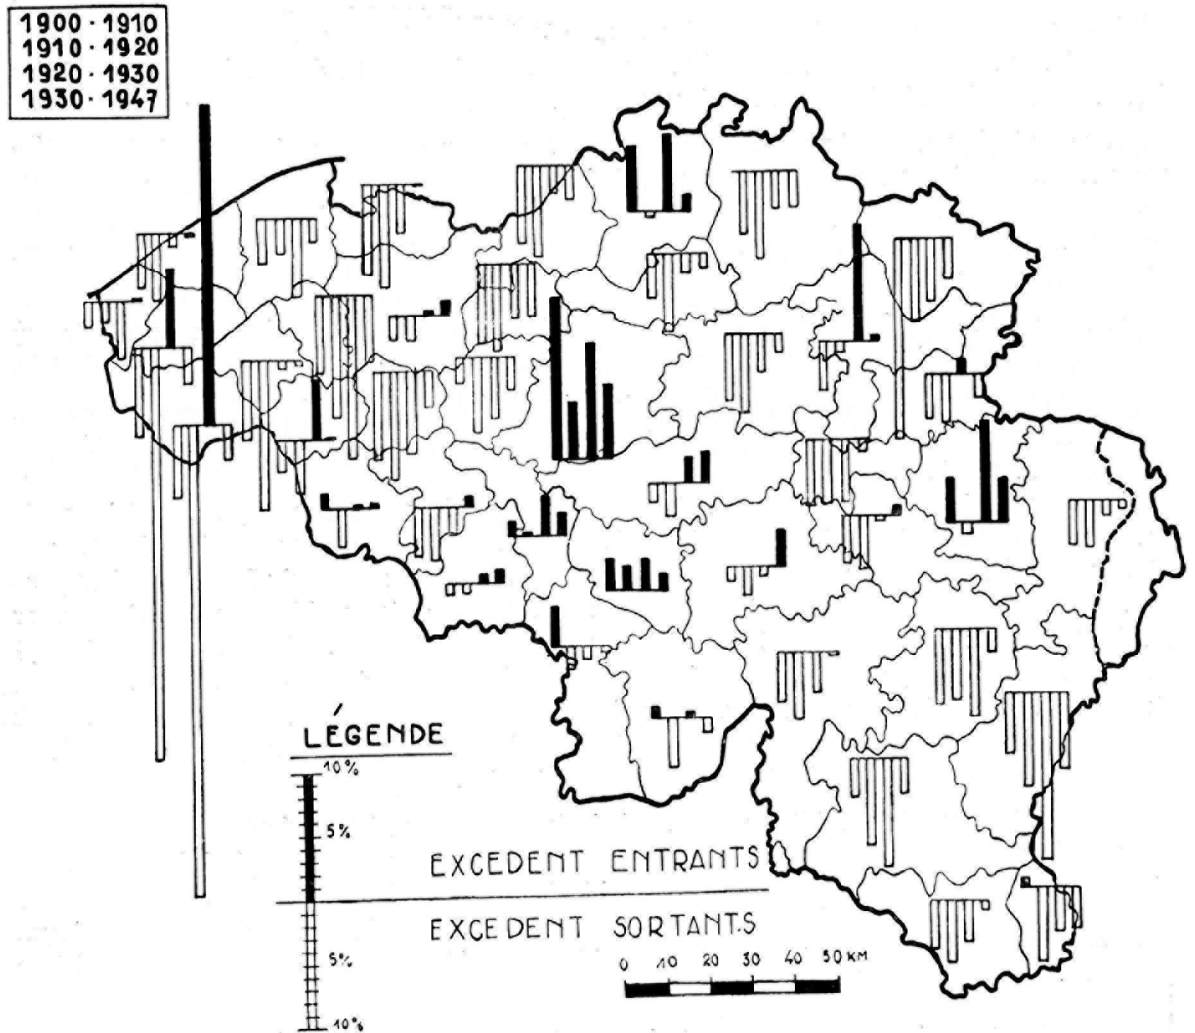 1900 · 1910
1910 · 1920
1920 · 1930
1930 · 1947
LÉGENDE
10%
5%
EXCEDENT ENTRANTS
EXCEDENT SORTANTS
5%
10%
0 10 20 30 40 50 KM